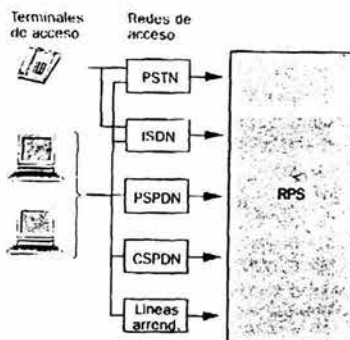 Terminales
de acceso
Redes de
acceso
PSTN
ISDN
PSPDN
CSPDN
Líneas
arrend.
RPS